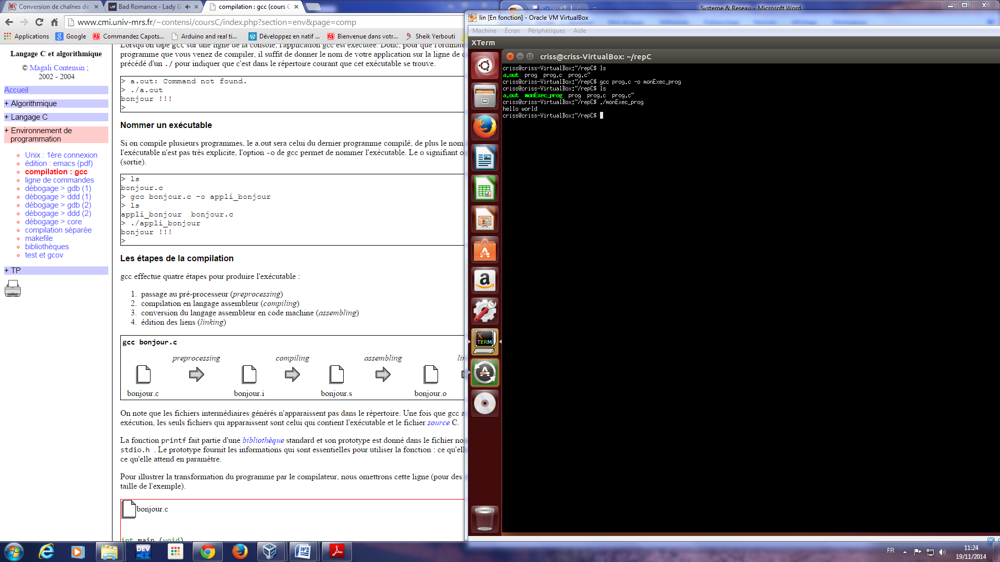 Conversion de chaînes de
Bad Romance - Lady G
compilation : gcc (cours C
Systeme & Reseau - Microsoft Word
www.cmi.univ-mrs.fr/~contensi/coursC/index.php?section=env&page=comp
Applications
Google
Commandez Capots...
Arduino and real ti...
Développez en natif ...
Bienvenue dans votr...
Sheik Yerbouti
Langage C et algorithmique
© Magali Contensin ;
2002 - 2004
Accueil
+ Algorithmique
+ Langage C
+ Environnement de
programmation
Unix : 1ère connexion
édition : emacs (pdf)
compilation : gcc
ligne de commandes
débogage > gdb (1)
débogage > ddd (1)
débogage > gdb (2)
débogage > ddd (2)
débogage > core
compilation séparée
makefile
bibliothèques
test et gcov
+ TP
Lorsqu'on tape gcc sur une ligne de la console, l'application gcc est exécutée. Donc, pour que l'ordinat
programme que vous venez de compiler, il suffit de donner le nom de votre application sur la ligne de c
précédé d'un ./ pour indiquer que c'est dans le répertoire courant que cet exécutable se trouve.
> a.out: Command not found.
> ./a.out
bonjour !!!
>
Nommer un exécutable
Si on compile plusieurs programmes, le a.out sera celui du dernier programme compilé, de plus le nom
l'exécutable n'est pas très explicite, l'option -o de gcc permet de nommer l'exécutable. Le o signifiant o
(sortie).
> ls
bonjour.c
> gcc bonjour.c -o appli_bonjour
> ls
appli_bonjour bonjour.c
> ./appli_bonjour
bonjour !!!
>
Les étapes de la compilation
gcc effectue quatre étapes pour produire l'exécutable :
1. passage au pré-processeur (preprocessing)
2. compilation en langage assembleur (compiling)
3. conversion du langage assembleur en code machine (assembling)
4. édition des liens (linking)
gcc bonjour.c
preprocessing compiling assembling lin
bonjour.c bonjour.i bonjour.s bonjour.o
On note que les fichiers intermédiaires générés n'apparaissent pas dans le répertoire. Une fois que gcc a
exécution, les seuls fichiers qui apparaissent sont celui qui contient l'exécutable et le fichier source C.
La fonction printf fait partie d'une bibliothèque standard et son prototype est donné dans le fichier no
stdio.h . Le prototype fournit les informations qui sont essentielles pour utiliser la fonction : ce qu'ell
ce qu'elle attend en paramètre.
Pour illustrer la transformation du programme par le compilateur, nous omettrons cette ligne (pour des
taille de l'exemple).
bonjour.c
int main (void)
lin [En fonction] - Oracle VM VirtualBox
Machine Écran Périphériques Aide
XTerm
criss@criss-VirtualBox: ~/repC
criss@criss-VirtualBox:~/repC$ ls
a.out prog prog.c prog.c~
criss@criss-VirtualBox:~/repC$ gcc prog.c -o monExec_prog
criss@criss-VirtualBox:~/repC$ ls
a.out monExec_prog prog prog.c prog.c~
criss@criss-VirtualBox:~/repC$ ./monExec_prog
hello world
criss@criss-VirtualBox:~/repC$
X
TERM
DEV
C++
FR
11:24
19/11/2014